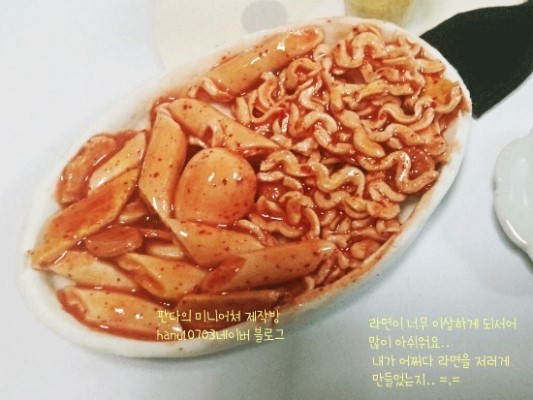 판다의 미니어쳐 제작방
hanul0703네이버 블로그
라면이 너무 이상하게 되서어
많이 아쉬워요..
내가 어쩌다 라면을 저러게
만들었는지.. =,=